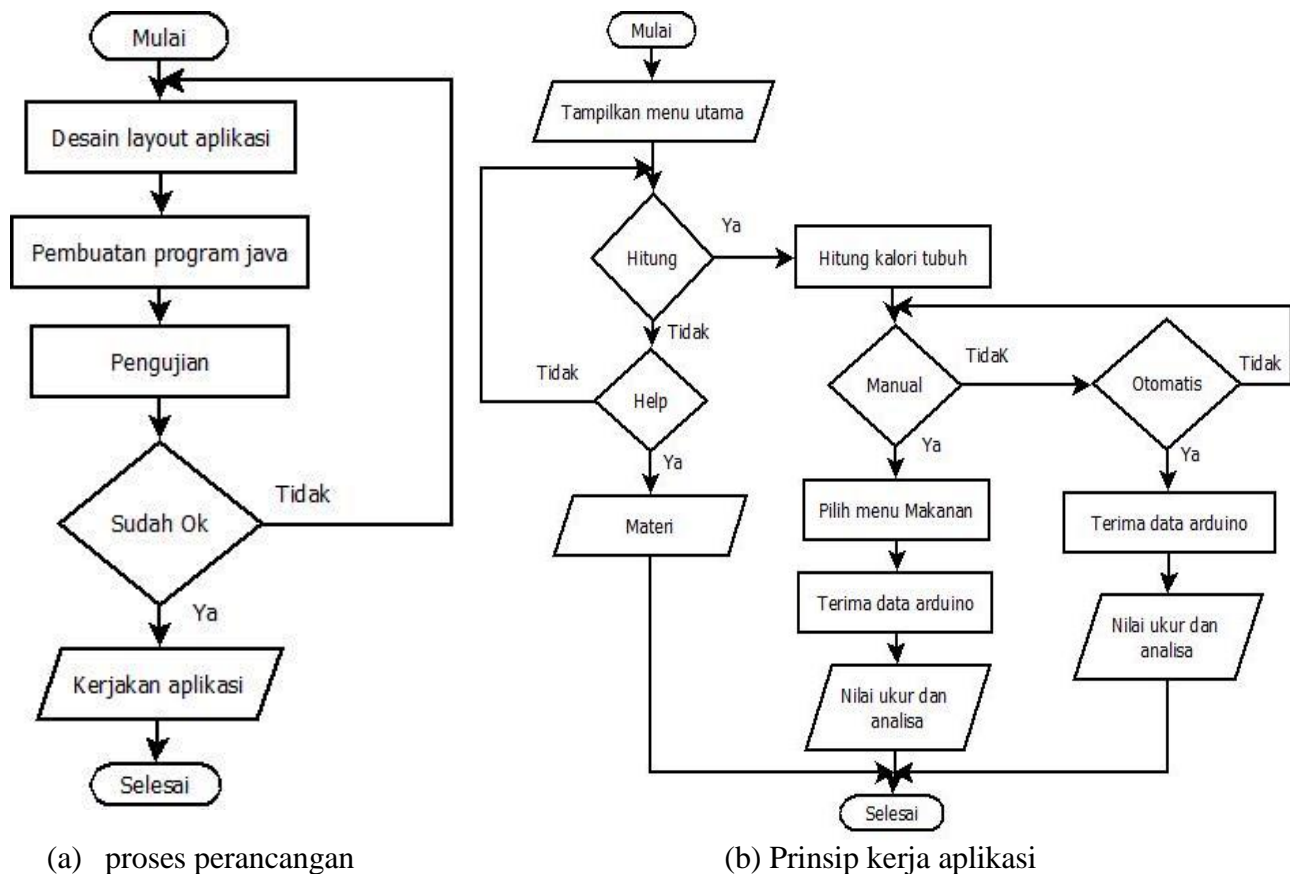 Mulai
Desain layout aplikasi
Pembuatan program java
Pengujian
Sudah Ok
Tidak
Ya
Kerjakan aplikasi
Selesai
(a) proses perancangan
Mulai
Tampilkan menu utama
Hitung
Ya
Hitung kalori tubuh
Tidak
Tidak
Help
Ya
Materi
Manual
TidaK
Otomatis
Tidak
Ya
Ya
Pilih menu Makanan
Terima data arduino
Terima data arduino
Nilai ukur dan
analisa
Nilai ukur dan
analisa
Selesai
(b) Prinsip kerja aplikasi